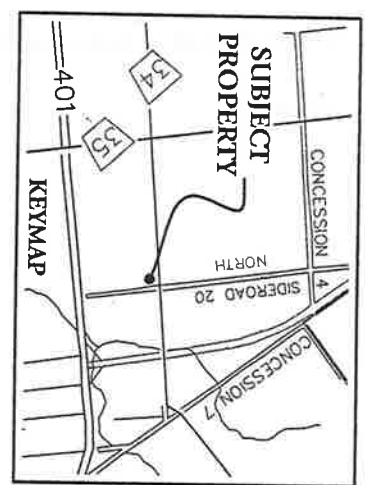 SUBJECT
PROPERTY
34
35
401
KEYMAP
CONCESSION 4
SIDEROAD 20
NORTH
CONCESSION 7